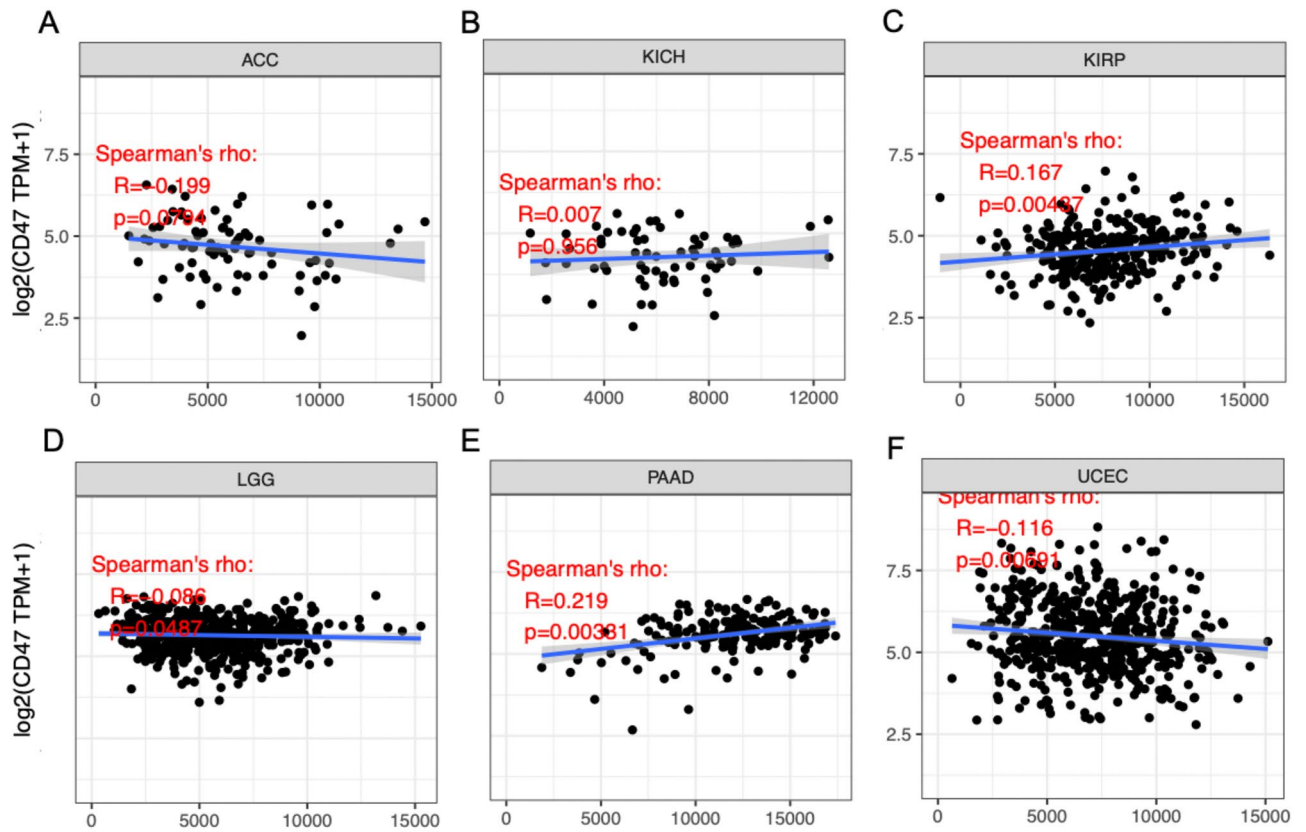 A
ACC
log2(CD47 TPM+1)
7.5
5.0
2.5
Spearman's rho:
R=−0.199
p=0.0794
0 5000 10000 15000
B
KICH
Spearman's rho:
R=0.007
p=0.956
0 4000 8000 12000
C
KIRP
7.5
5.0
2.5
Spearman's rho:
R=0.167
p=0.00437
0 5000 10000 15000
D
LGG
log2(CD47 TPM+1)
Spearman's rho:
R=−0.086
p=0.0487
0 5000 10000 15000
E
PAAD
Spearman's rho:
R=0.219
p=0.00331
0 5000 10000 15000
F
UCEC
7.5
5.0
2.5
Spearman's rho:
R=−0.116
p=0.00691
0 5000 10000 15000